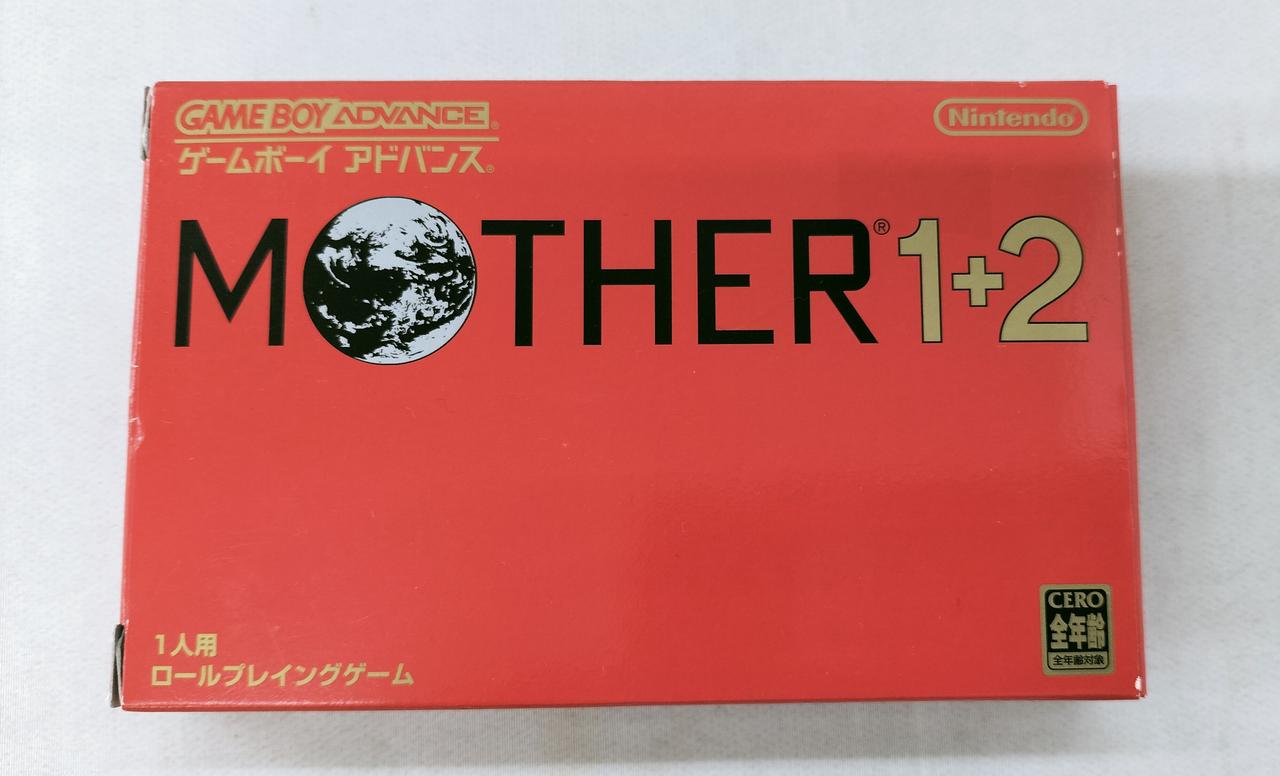 GAME BOY ADVANCE®
Nintendo®
ゲームボーイ アドバンス®
MOTHER® 1+2
1人用
ロールプレイングゲーム
CERO
全年齢
全年齢対象